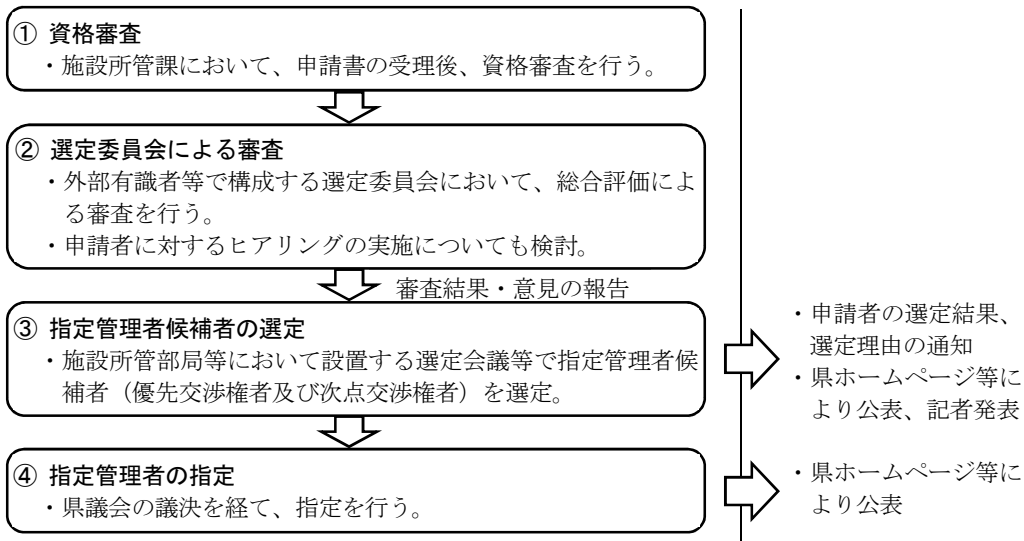 ① 資格審査
・施設所管課において、申請書の受理後、資格審査を行う。
② 選定委員会による審査
・外部有識者等で構成する選定委員会において、総合評価によ
る審査を行う。
・申請者に対するヒアリングの実施についても検討。
審査結果・意見の報告
③ 指定管理者候補者の選定
・施設所管部局等において設置する選定会議等で指定管理者候
補者（優先交渉権者及び次点交渉権者）を選定。
・申請者の選定結果、
選定理由の通知
・県ホームページ等に
より公表、記者発表
④ 指定管理者の指定
・県議会の議決を経て、指定を行う。
・県ホームページ等に
より公表